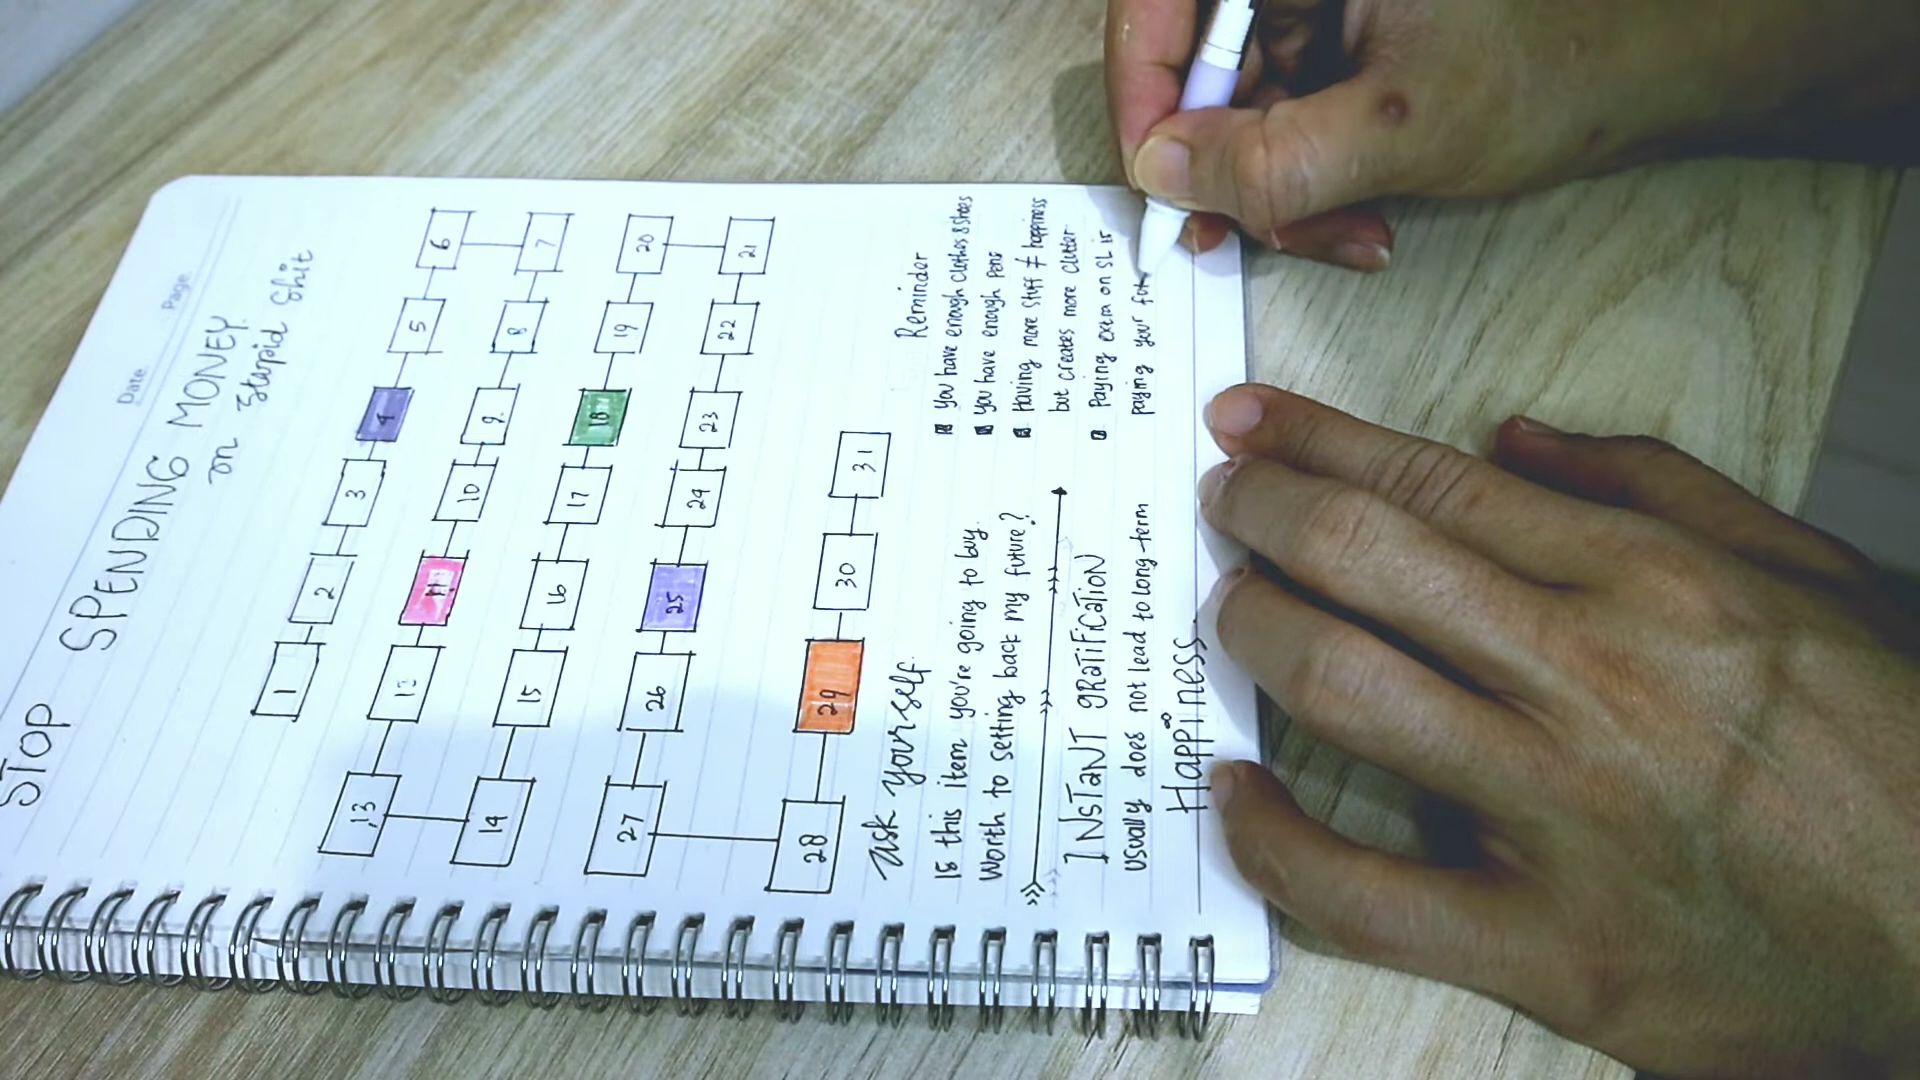 Date
Page
STOP SPENDING MONEY
on stupid shit
1 2 3 4 5 6
13 12 11 10 9 8 7
14 15 16 17 18 19 20
27 26 25 24 23 22 21
28 29 30 31
ask yourself
Is this item you're going to buy
Worth to setting back my future?
INSTANT GRATIFICATION
usually does not lead to long-term
Happiness.
Reminder
You have enough clothes & shoes
You have enough pens
Having more stuff ≠ happiness
but creates more clutter
Paying extra on SL is
paying your fut